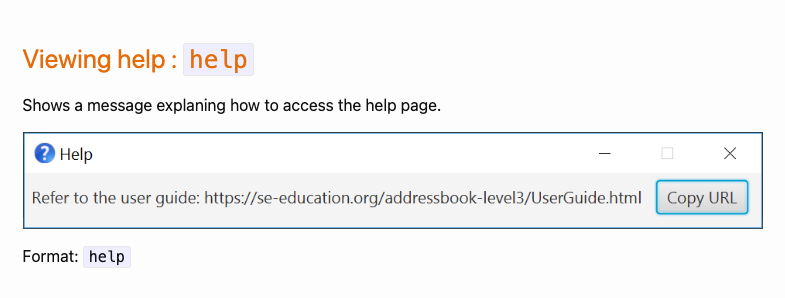 Viewing help : help
Shows a message explaning how to access the help page.
? Help
Refer to the user guide: https://se-education.org/addressbook-level3/UserGuide.html Copy URL
Format: help